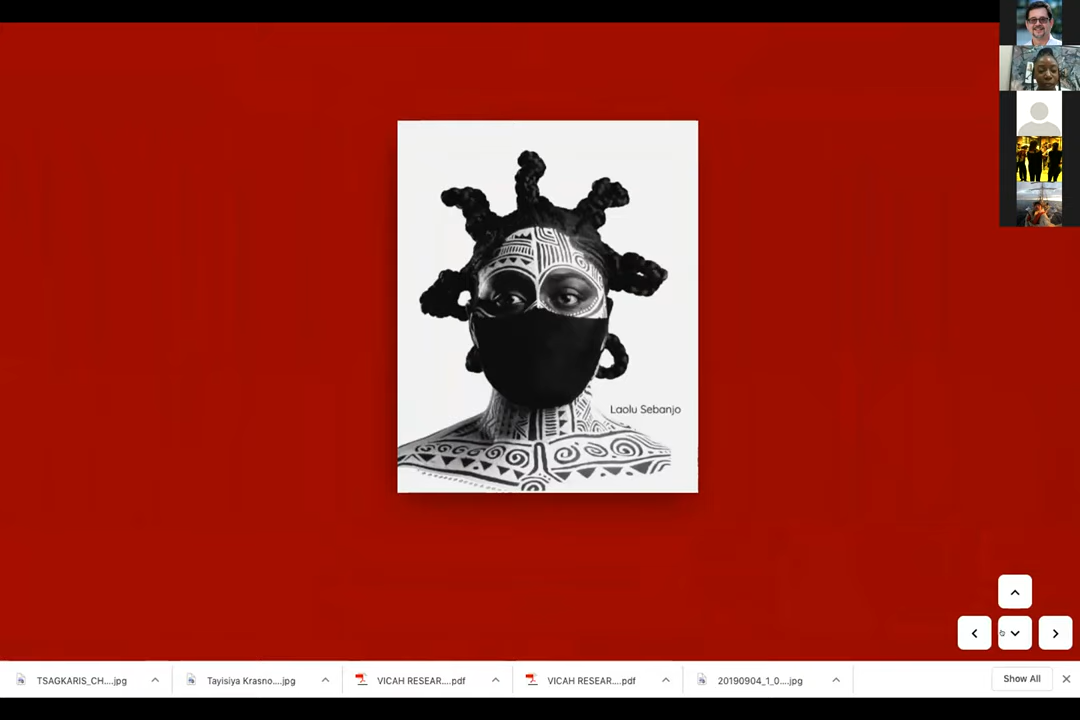 Laolu Sebanjo
TSAGKARIS_CH....jpg
Tayisiya Krasno....jpg
VICAH RESEAR....pdf
VICAH RESEAR....pdf
20190904_1_0....jpg
Show All